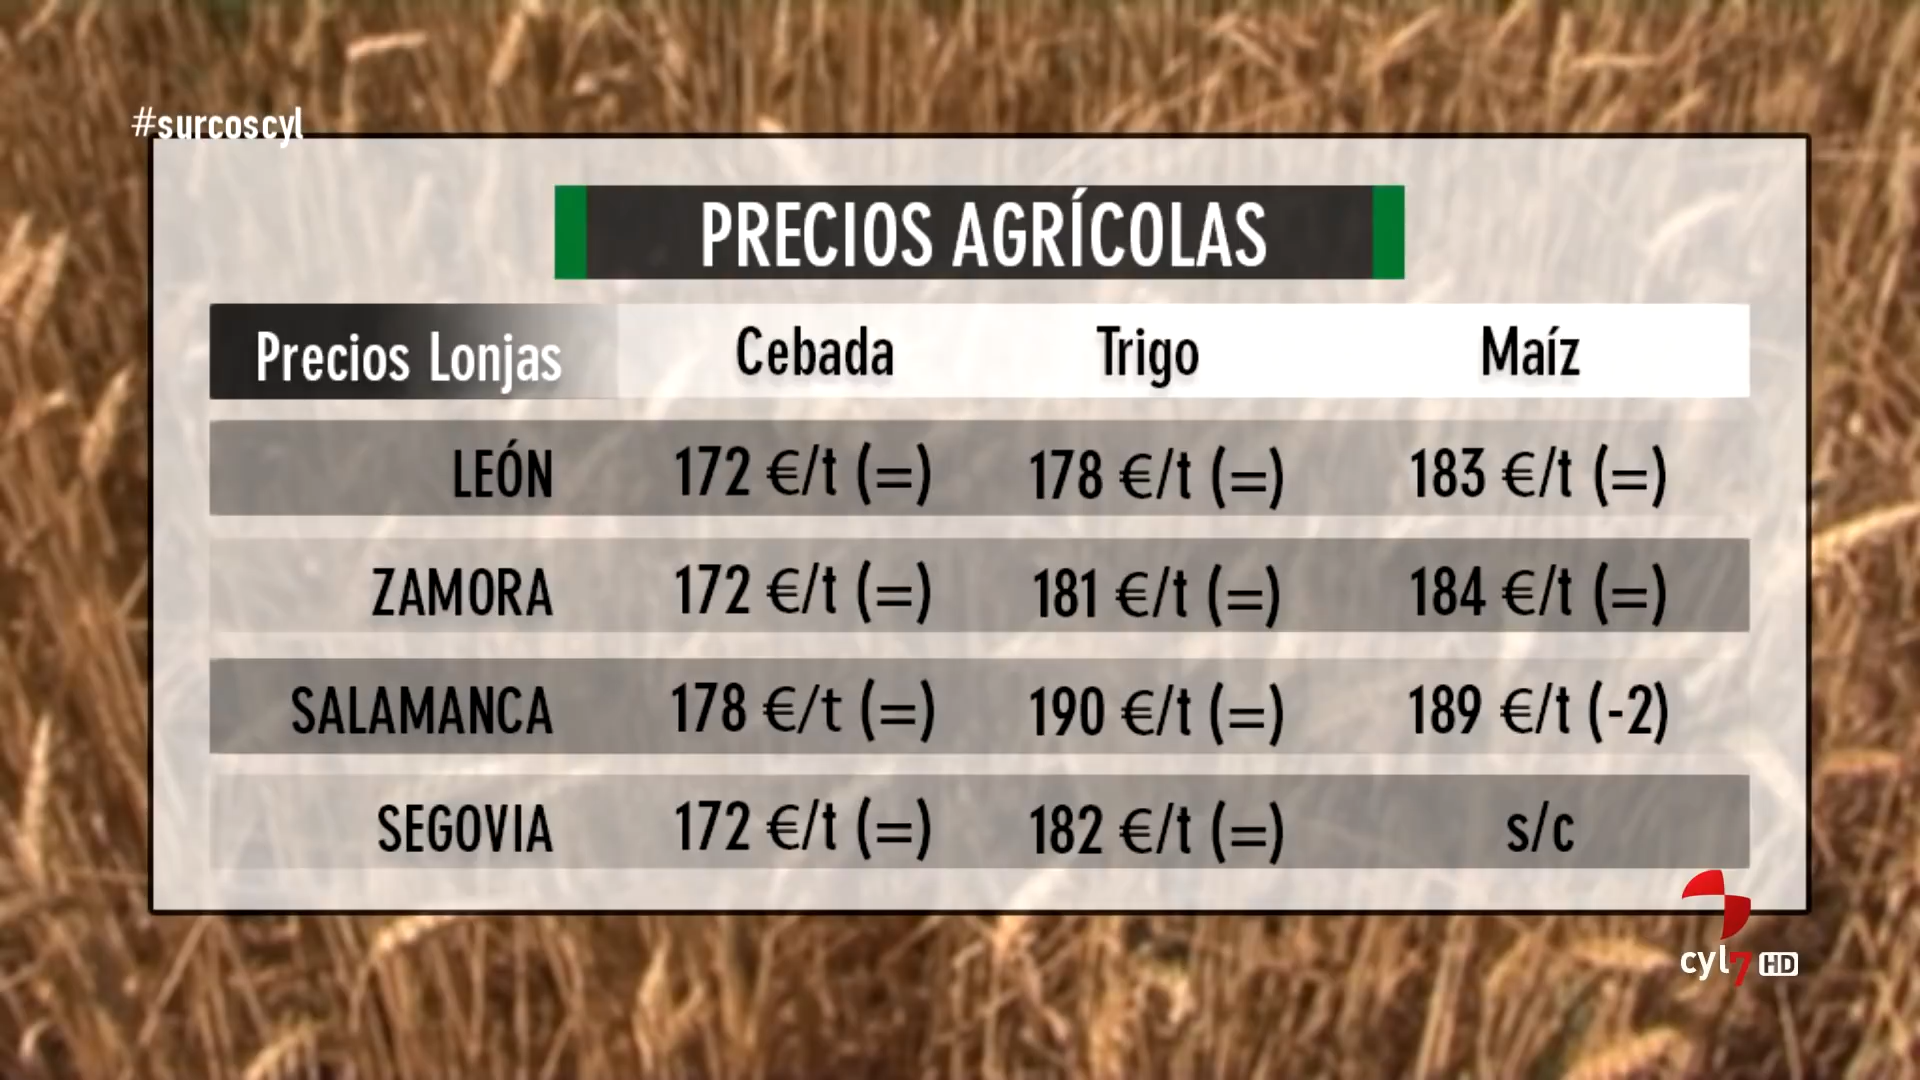 #surcoscyl
PRECIOS AGRÍCOLAS
Precios Lonjas Cebada Trigo Maíz
LEÓN 172 €/t (=) 178 €/t (=) 183 €/t (=)
ZAMORA 172 €/t (=) 181 €/t (=) 184 €/t (=)
SALAMANCA 178 €/t (=) 190 €/t (=) 189 €/t (-2)
SEGOVIA 172 €/t (=) 182 €/t (=) s/c
cyl7 HD